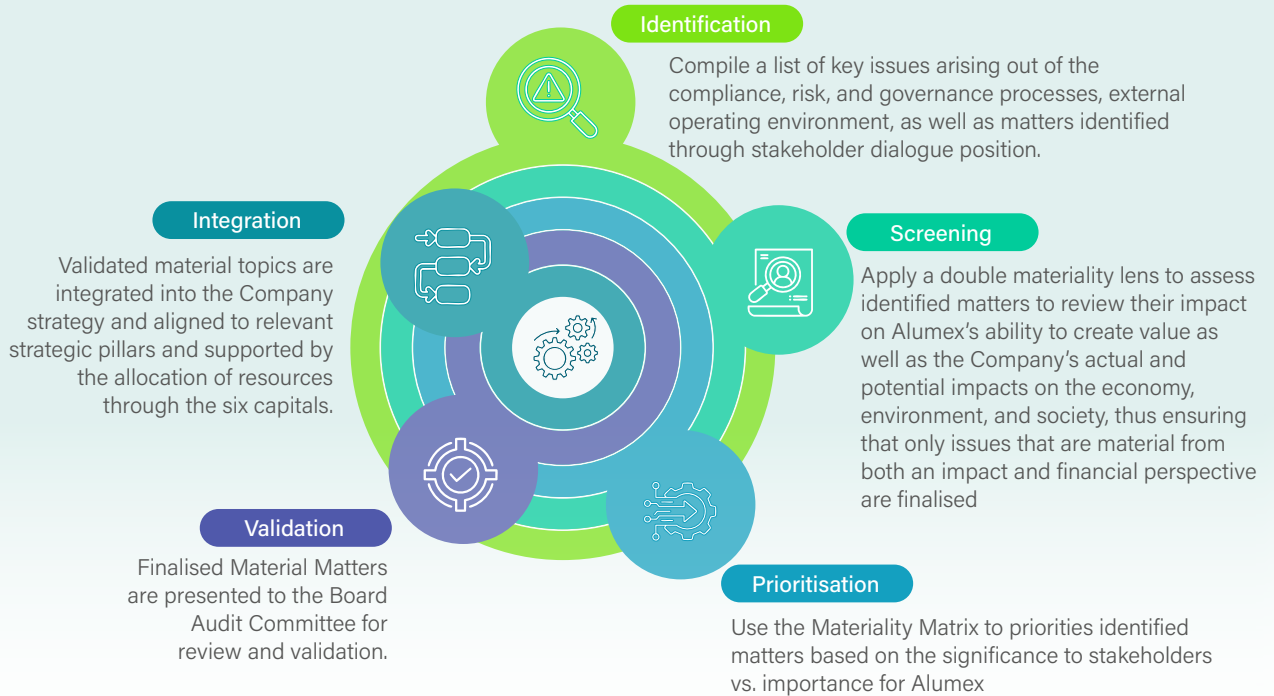 Identification
Compile a list of key issues arising out of the
compliance, risk, and governance processes, external
operating environment, as well as matters identified
through stakeholder dialogue position.
Screening
Apply a double materiality lens to assess
identified matters to review their impact
on Alumex’s ability to create value as
well as the Company’s actual and
potential impacts on the economy,
environment, and society, thus ensuring
that only issues that are material from
both an impact and financial perspective
are finalised
Prioritisation
Use the Materiality Matrix to priorities identified
matters based on the significance to stakeholders
vs. importance for Alumex
Validation
Finalised Material Matters
are presented to the Board
Audit Committee for
review and validation.
Integration
Validated material topics are
integrated into the Company
strategy and aligned to relevant
strategic pillars and supported by
the allocation of resources
through the six capitals.